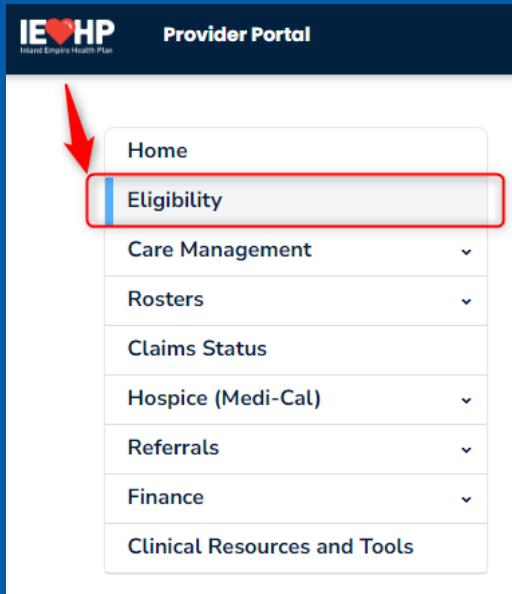 IEHP
Inland Empire Health Plan
Provider Portal
Home
Eligibility
Care Management
Rosters
Claims Status
Hospice (Medi-Cal)
Referrals
Finance
Clinical Resources and Tools